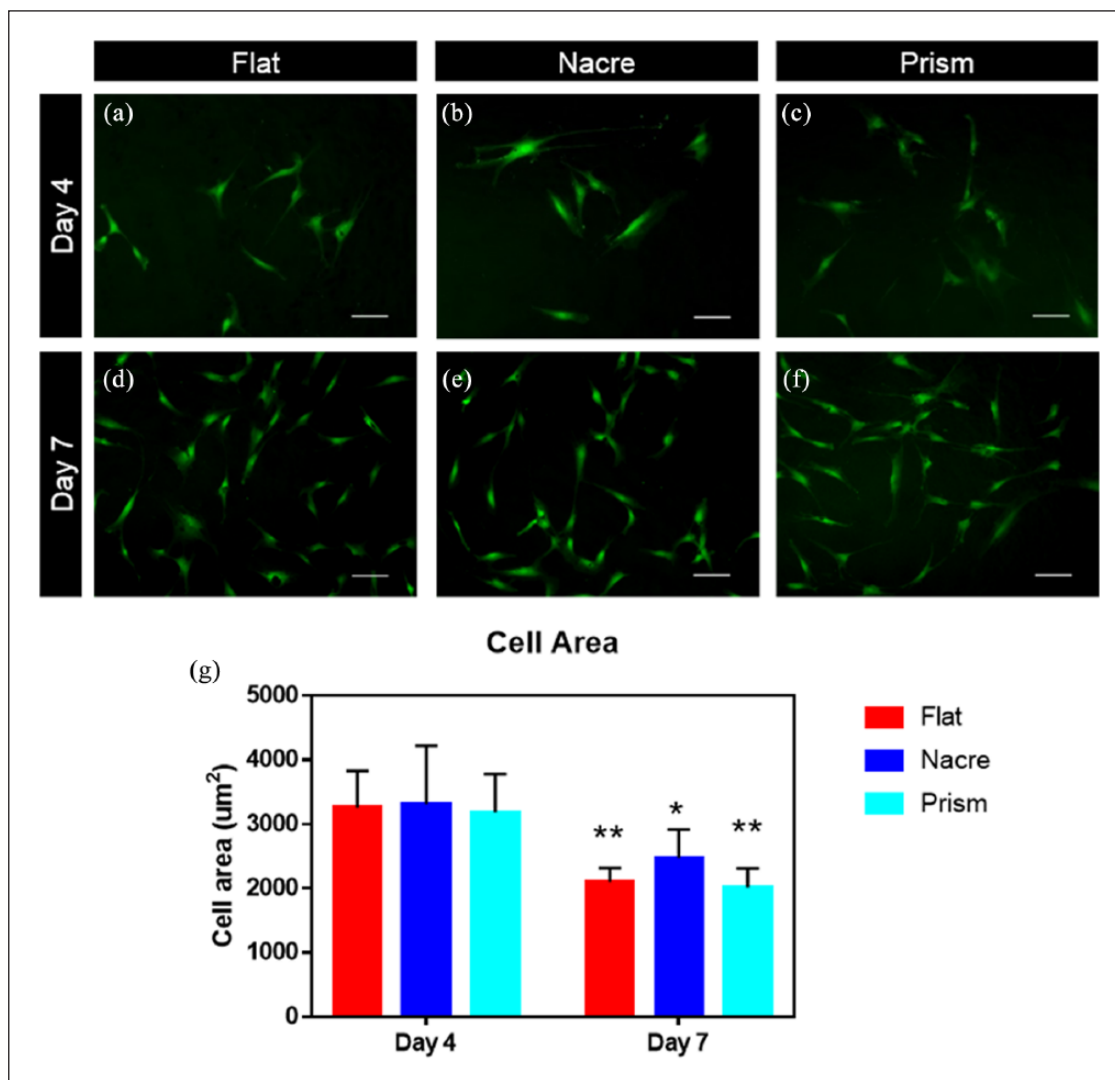 Flat
Nacre
Prism
Day 4
(a)
(b)
(c)
Day 7
(d)
(e)
(f)
Cell Area
(g)
Cell area (um²)
5000
4000
3000
2000
1000
0
** * **
Day 4
Day 7
Flat
Nacre
Prism